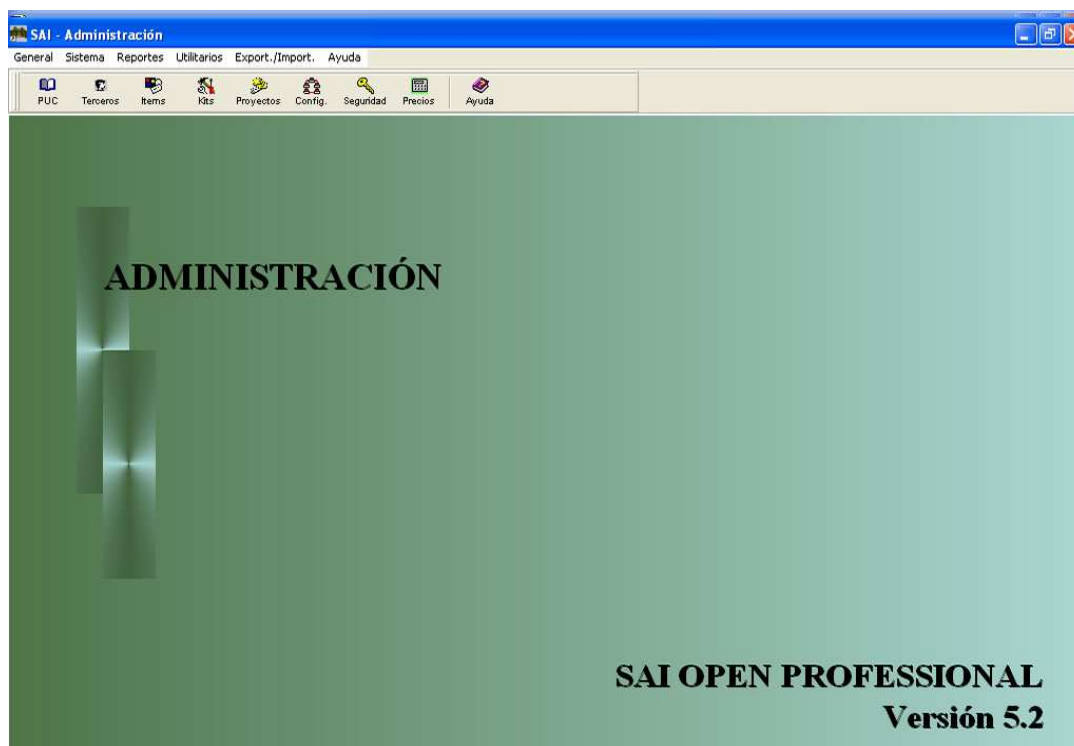 SAI - Administración
General Sistema Reportes Utilitarios Export./Import. Ayuda
PUC Terceros Items Kits Proyectos Config. Seguridad Precios Ayuda
ADMINISTRACIÓN
SAI OPEN PROFESSIONAL
Versión 5.2